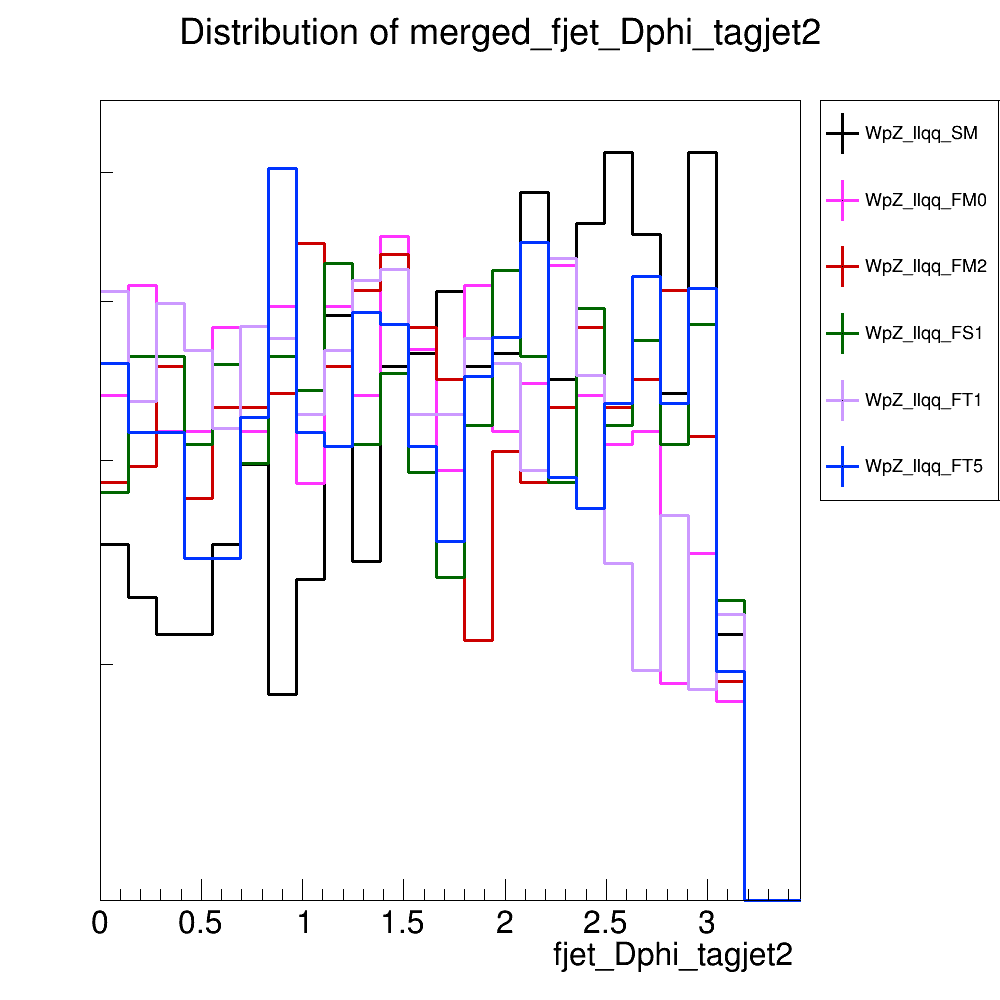 Distribution of merged_fjet_Dphi_tagjet2
WpZ_llqq_SM
WpZ_llqq_FM0
WpZ_llqq_FM2
WpZ_llqq_FS1
WpZ_llqq_FT1
WpZ_llqq_FT5
0 0.5 1 1.5 2 2.5 3
fjet_Dphi_tagjet2